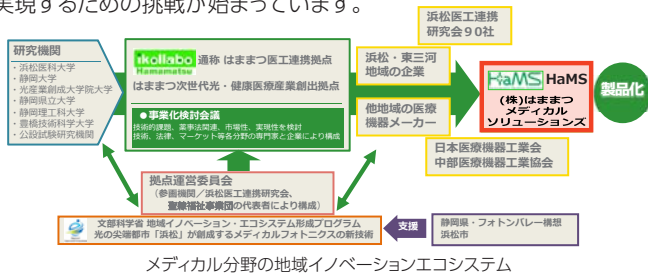 実現するための挑戦が始まっています。
研究機関
・浜松医科大学
・静岡大学
・光産業創成大学院大学
・静岡県立大学
・静岡理工科大学
・豊橋技術科学大学
・公設試験研究機関
ikollabo
Hamamatsu
通称 はままつ医工連携拠点
はままつ次世代光・健康医療産業創出拠点
●事業化検討会議
技術的課題、薬事法関連、市場性、実現性を検討
技術、法律、マーケット等各分野の専門家と企業により構成
浜松医工連携
研究会90社
浜松・東三河
地域の企業
他地域の医療
機器メーカー
HaMS HaMS
(株)はままつ
メディカル
ソリューションズ
製品化
日本医療機器工業会
中部医療機器工業協会
拠点運営委員会
(参画機関/浜松医工連携研究会、
聖隷福祉事業団の代表者により構成)
文部科学省 地域イノベーション・エコシステム形成プログラム
光の尖端都市「浜松」が創成するメディカルフォトニクスの新技術
支援
静岡県・フォトンバレー構想
浜松市
メディカル分野の地域イノベーションエコシステム